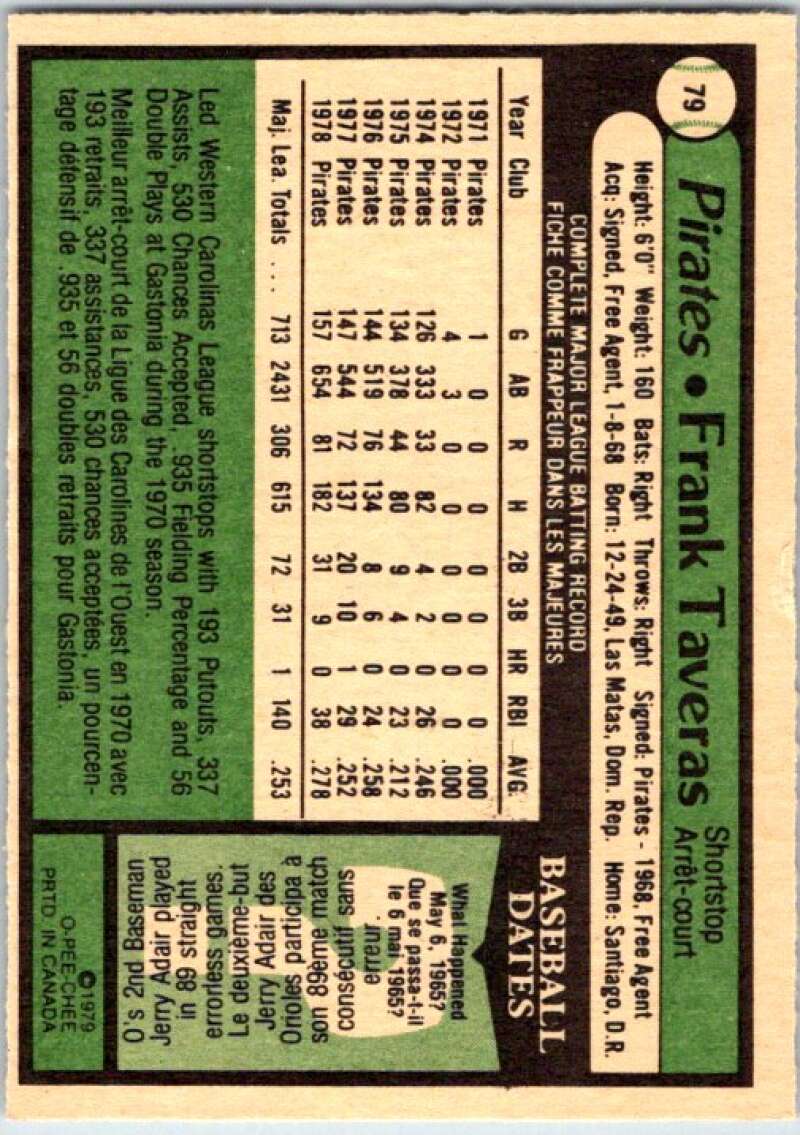 79
Pirates • Frank Taveras
Shortstop
Arrêt-court
Height: 6'0" Weight: 160 Bats: Right Throws: Right Signed: Pirates - 1968, Free Agent
Acq: Signed, Free Agent, 1-8-68 Born: 12-24-49, Las Matas, Dom. Rep. Home: Santiago, D.R.
COMPLETE MAJOR LEAGUE BATTING RECORD
FICHE COMME FRAPPEUR DANS LES MAJEURES
Year Club G AB R H 2B 3B HR RBI AVG.
1971 Pirates 1 0 0 0 0 0 0 0 .000
1972 Pirates 4 3 0 0 0 0 0 0 .000
1974 Pirates 126 333 33 82 4 2 0 26 .246
1975 Pirates 134 378 44 80 9 4 0 23 .212
1976 Pirates 144 519 76 134 8 6 0 24 .258
1977 Pirates 147 544 72 137 20 10 1 29 .252
1978 Pirates 157 654 81 182 31 9 0 38 .278
Maj. Lea. Totals ... 713 2431 306 615 72 31 1 140 .253
Led Western Carolinas League shortstops with 193 Putouts, 337
Assists, 530 Chances Accepted, .935 Fielding Percentage and 56
Double Plays at Gastonia during the 1970 season.
Meilleur arrêt-court de la Ligue des Carolines de l'Ouest en 1970 avec
193 retraits, 337 assistances, 530 chances acceptées, un pourcen-
tage défensif de .935 et 56 doubles retraits pour Gastonia.
BASEBALL
DATES
What Happened
May 6, 1965?
Que se passa-t-il
le 6 mai 1965?
O's 2nd Baseman
Jerry Adair played
in 89 straight
errorless games.
Le deuxième-but
Jerry Adair des
Orioles participa à
son 89ème match
consécutif sans
erreur.
©1979
O-PEE-CHEE
PRTD. IN CANADA